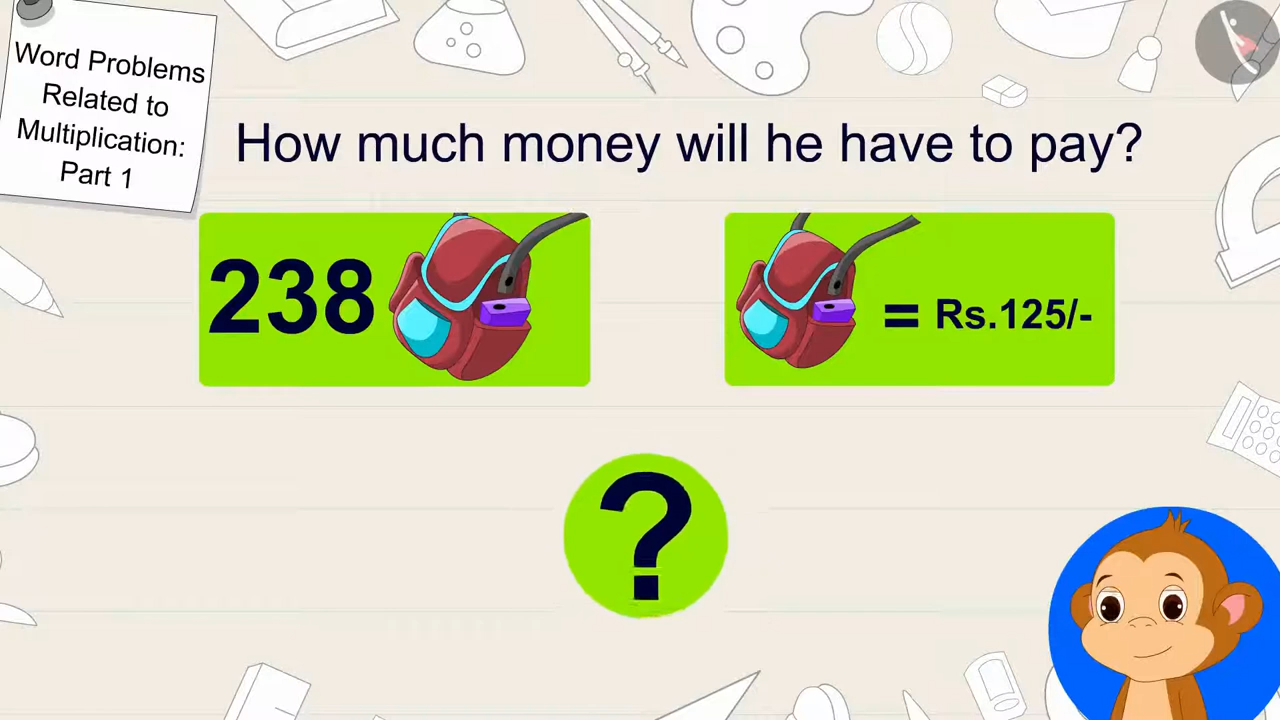 Word Problems
Related to
Multiplication:
Part 1
How much money will he have to pay?
238
= Rs.125/-
?